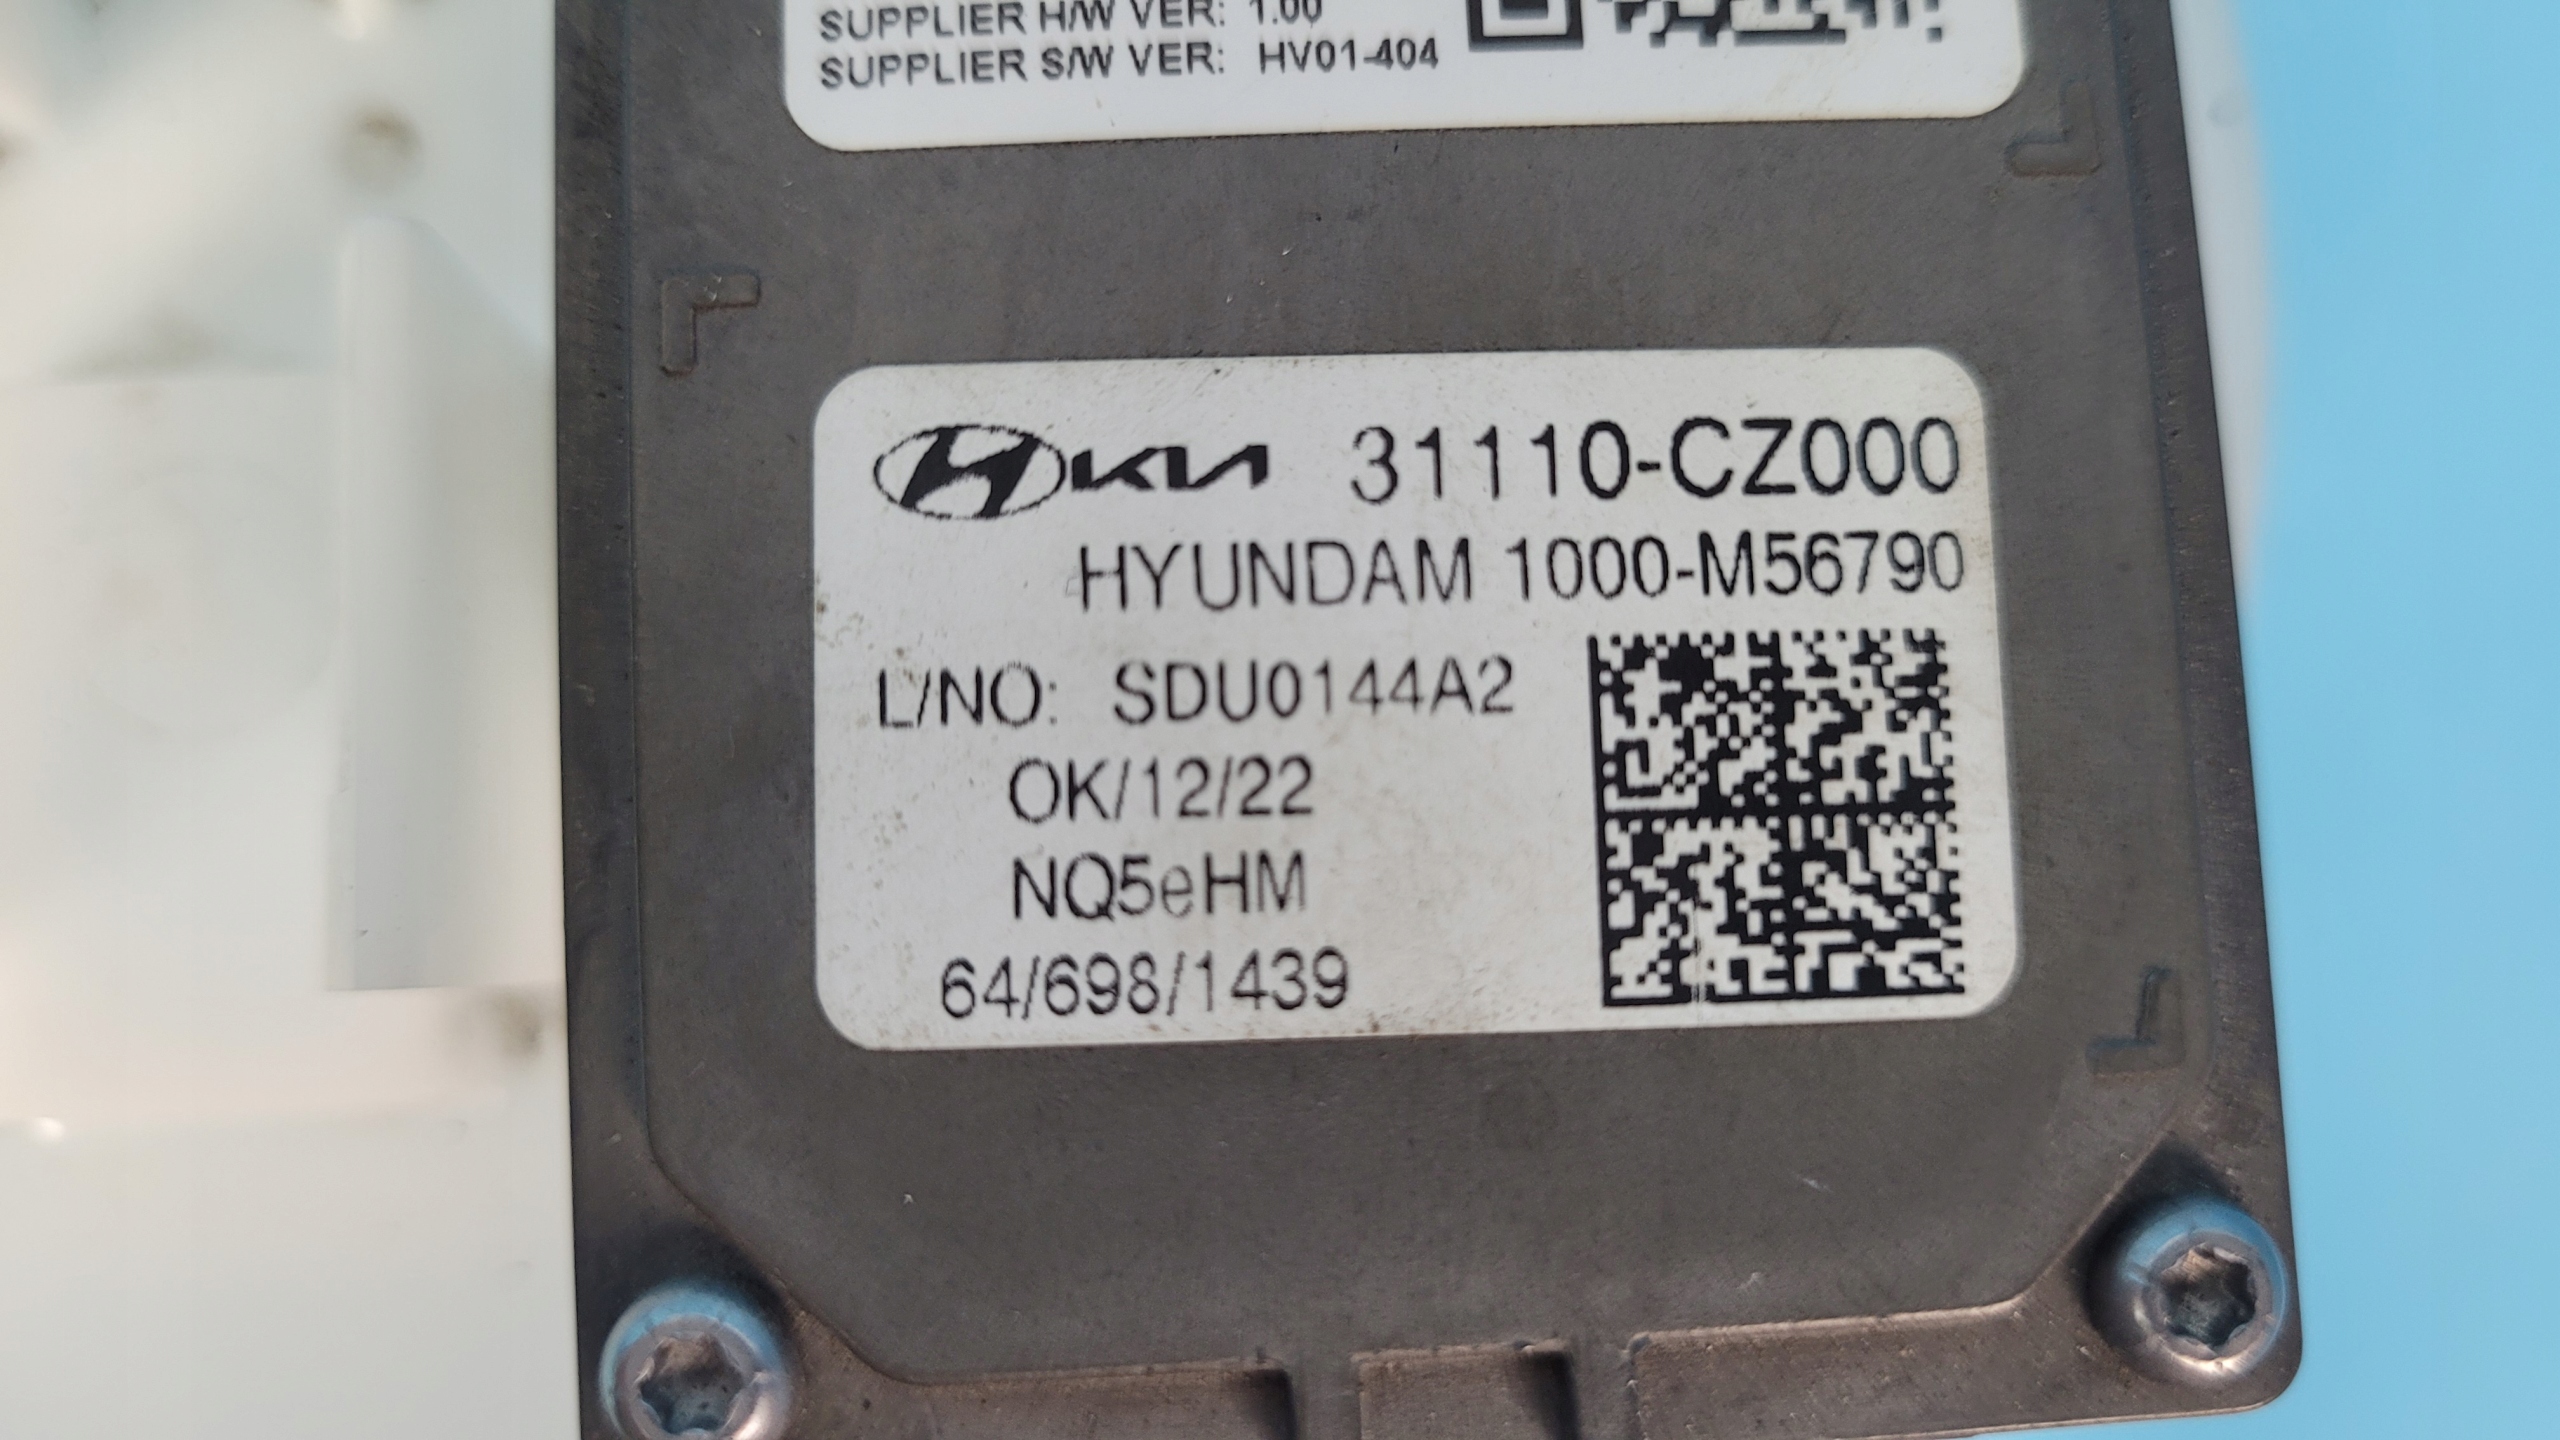 SUPPLIER H/W VER: 1.00
SUPPLIER S/W VER: HV01-404
KIA 31110-CZ000
HYUNDAM 1000-M56790
L/NO: SDU0144A2
OK/12/22
NQ5eHM
64/698/1439